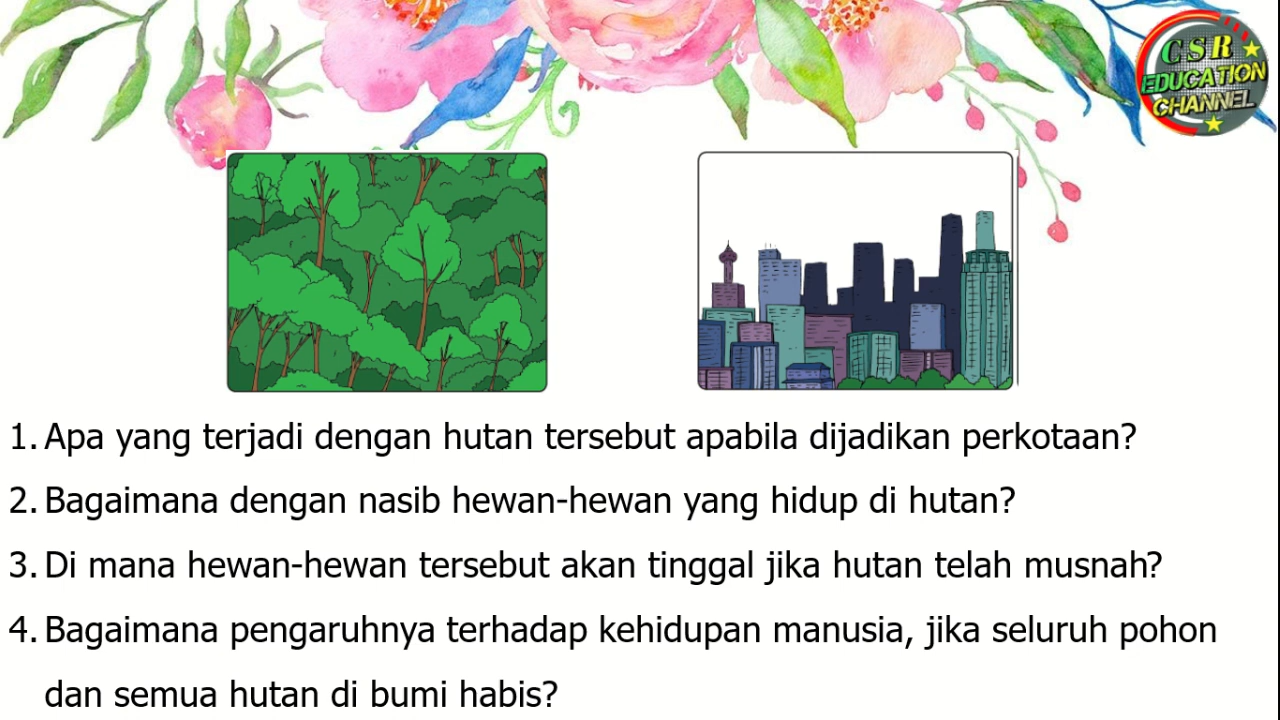 CSR
EDUCATION
CHANNEL
1. Apa yang terjadi dengan hutan tersebut apabila dijadikan perkotaan?
2. Bagaimana dengan nasib hewan-hewan yang hidup di hutan?
3. Di mana hewan-hewan tersebut akan tinggal jika hutan telah musnah?
4. Bagaimana pengaruhnya terhadap kehidupan manusia, jika seluruh pohon
dan semua hutan di bumi habis?